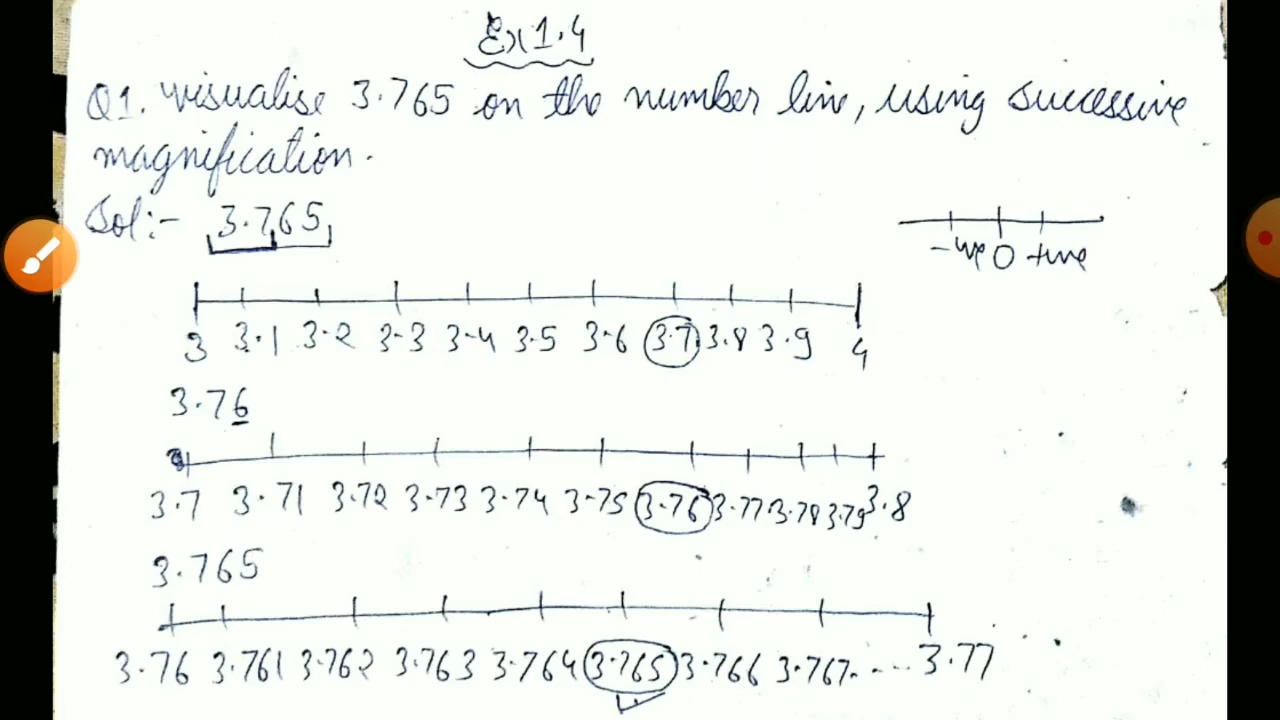 Ex 1.4
Q1. visualise 3.765 on the number line, using successive
magnification.
Sol:- 3.765
-ve 0 +ve
3 3.1 3.2 3.3 3.4 3.5 3.6 3.7 3.8 3.9 4
3.76
3.7 3.71 3.72 3.73 3.74 3.75 3.76 3.77 3.78 3.79 3.8
3.765
3.76 3.761 3.762 3.763 3.764 3.765 3.766 3.767. ... 3.77